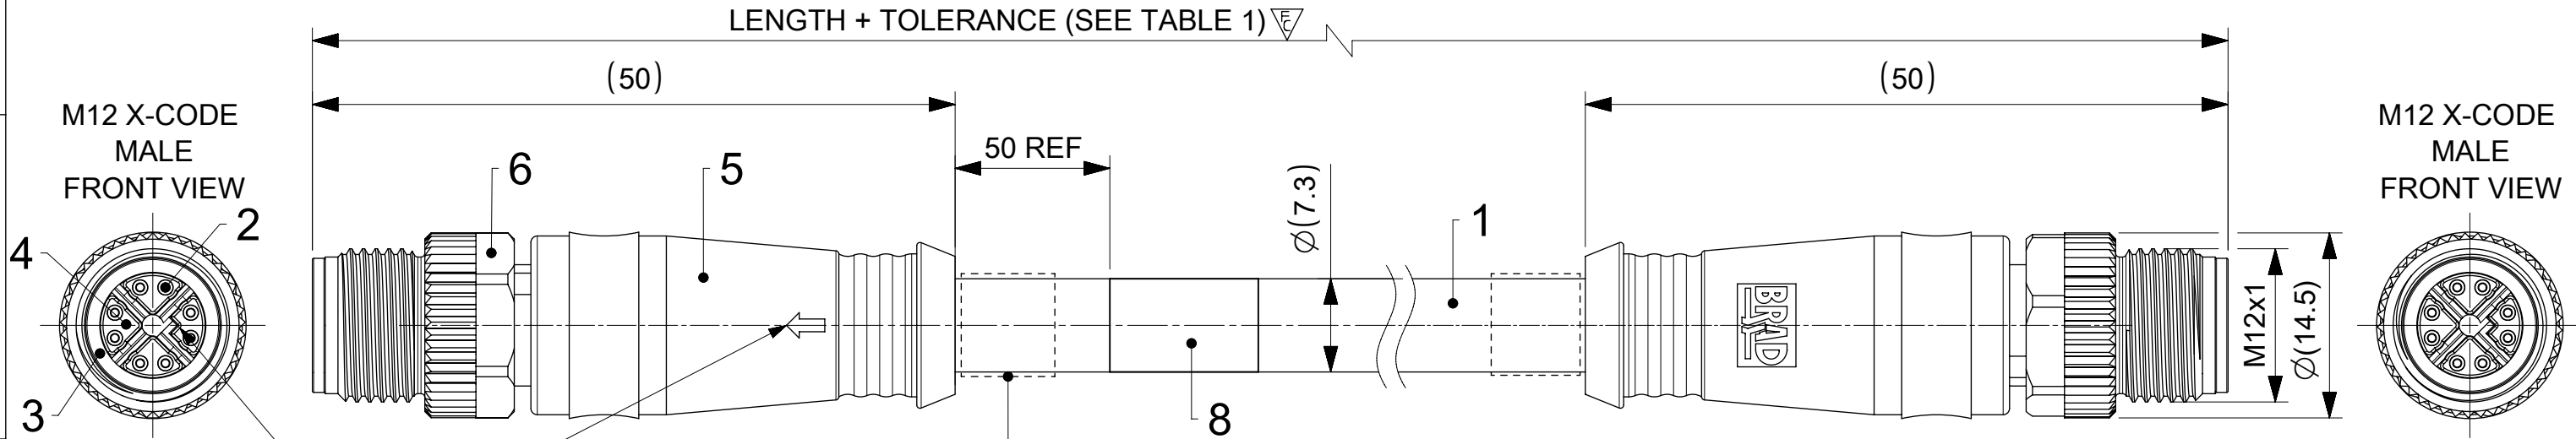 LENGTH + TOLERANCE (SEE TABLE 1) FC
(50)
(50)
M12 X-CODE
MALE
FRONT VIEW
M12 X-CODE
MALE
FRONT VIEW
50 REF
6
5
2
4
3
Ø(7.3)
1
8
BRAD
M12x1
Ø(14.5)